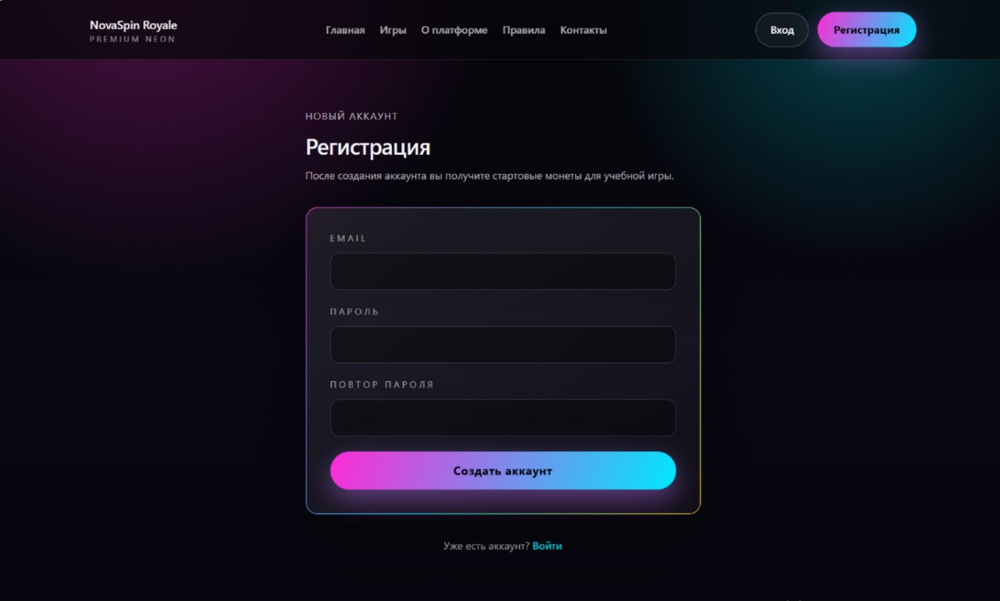 NovaSpin Royale
PREMIUM NEON
Главная Игры О платформе Правила Контакты
Вход Регистрация
НОВЫЙ АККАУНТ
Регистрация
После создания аккаунта вы получите стартовые монеты для учебной игры.
EMAIL
ПАРОЛЬ
ПОВТОР ПАРОЛЯ
Создать аккаунт
Уже есть аккаунт? Войти